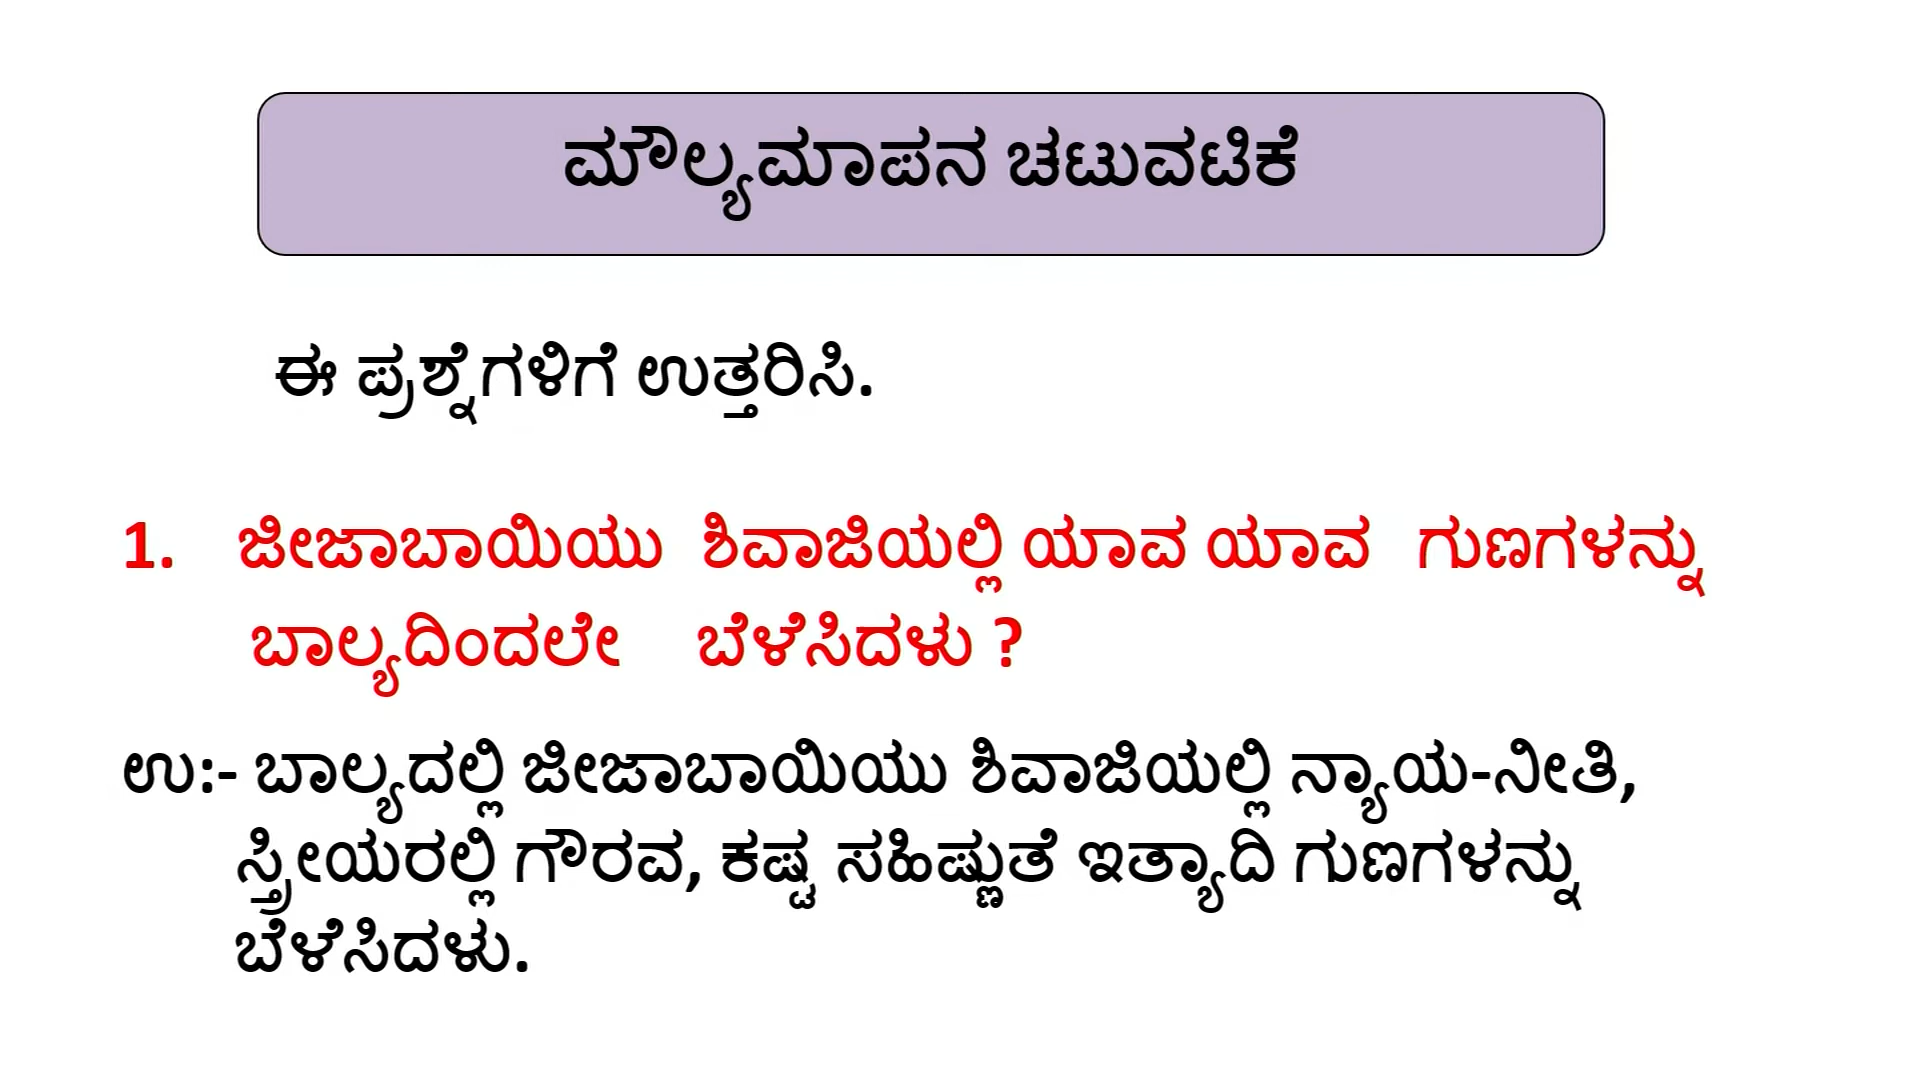 ಮೌಲ್ಯಮಾಪನ ಚಟುವಟಿಕೆ
ಈ ಪ್ರಶ್ನೆಗಳಿಗೆ ಉತ್ತರಿಸಿ.
1. ಜೀಜಾಬಾಯಿಯು ಶಿವಾಜಿಯಲ್ಲಿ ಯಾವ ಯಾವ ಗುಣಗಳನ್ನು
ಬಾಲ್ಯದಿಂದಲೇ ಬೆಳೆಸಿದಳು ?
ಉ:- ಬಾಲ್ಯದಲ್ಲಿ ಜೀಜಾಬಾಯಿಯು ಶಿವಾಜಿಯಲ್ಲಿ ನ್ಯಾಯ-ನೀತಿ,
ಸ್ತ್ರೀಯರಲ್ಲಿ ಗೌರವ, ಕಷ್ಟ ಸಹಿಷ್ಣುತೆ ಇತ್ಯಾದಿ ಗುಣಗಳನ್ನು
ಬೆಳೆಸಿದಳು.